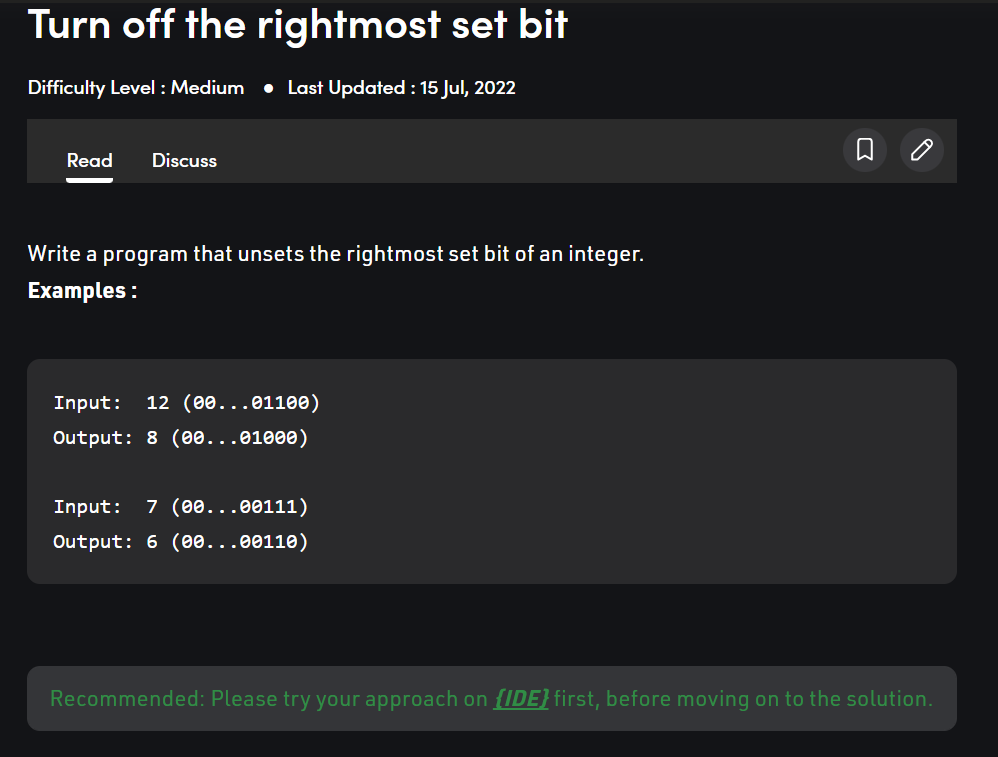 Turn off the rightmost set bit
Difficulty Level : Medium ● Last Updated : 15 Jul, 2022
Read Discuss
Write a program that unsets the rightmost set bit of an integer.
Examples :
Input:  12 (00...01100)
Output: 8 (00...01000)
Input:  7 (00...00111)
Output: 6 (00...00110)
Recommended: Please try your approach on {IDE} first, before moving on to the solution.